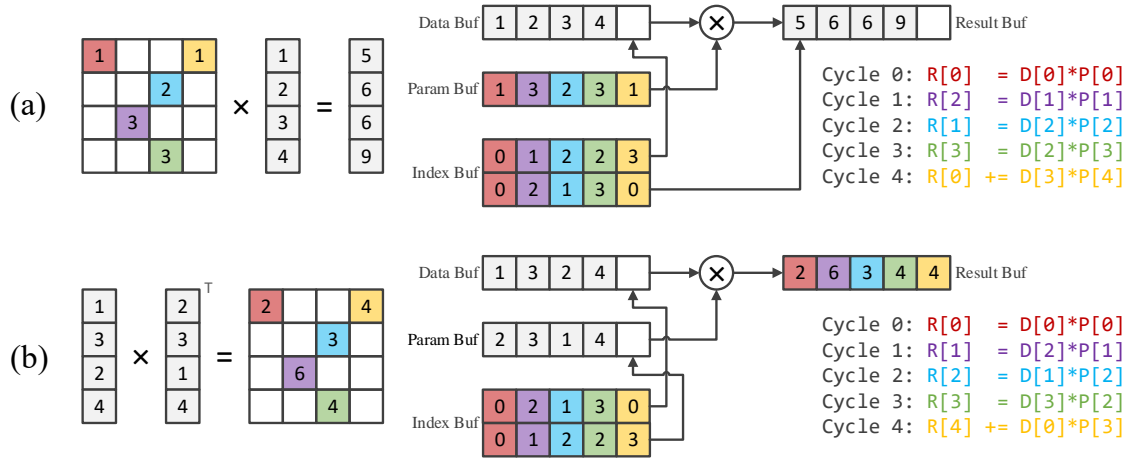 (a)
1 1
2
3
3
×
1
2
3
4
=
5
6
6
9
Data Buf 1 2 3 4
×
5 6 6 9 Result Buf
Param Buf 1 3 2 3 1
Index Buf
0 1 2 2 3
0 2 1 3 0
Cycle 0: R[0] = D[0]*P[0]
Cycle 1: R[2] = D[1]*P[1]
Cycle 2: R[1] = D[2]*P[2]
Cycle 3: R[3] = D[2]*P[3]
Cycle 4: R[0] += D[3]*P[4]
(b)
1
3
2
4
×
2
3
1
4
T
=
2 4
3
6
4
Data Buf 1 3 2 4
×
2 6 3 4 4 Result Buf
Param Buf 2 3 1 4
Index Buf
0 2 1 3 0
0 1 2 2 3
Cycle 0: R[0] = D[0]*P[0]
Cycle 1: R[1] = D[2]*P[1]
Cycle 2: R[2] = D[1]*P[2]
Cycle 3: R[3] = D[3]*P[2]
Cycle 4: R[4] += D[0]*P[3]